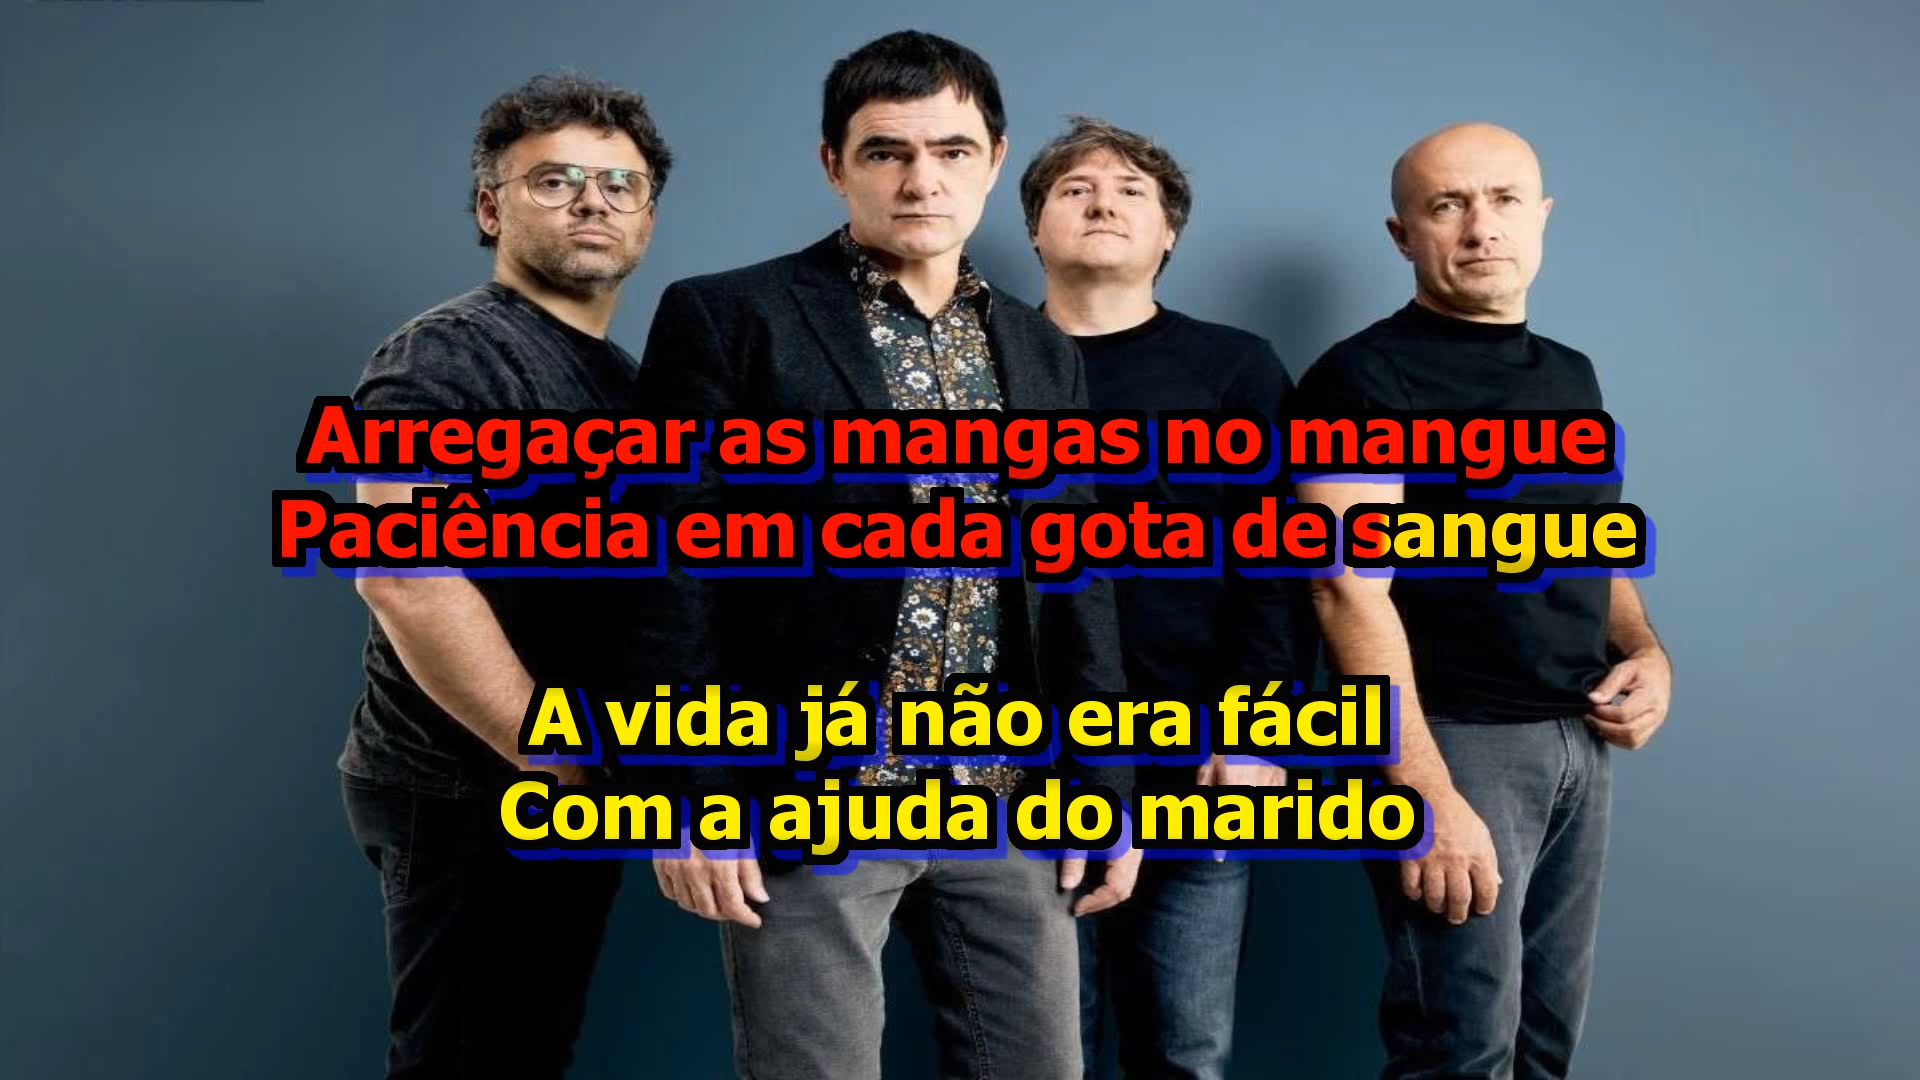 Arregaçar as mangas no mangue
Paciência em cada gota de sangue
A vida já não era fácil
Com a ajuda do marido